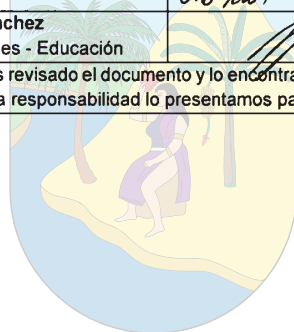 nchez
es - Educación
s revisado el documento y lo encontra
a responsabilidad lo presentamos pa